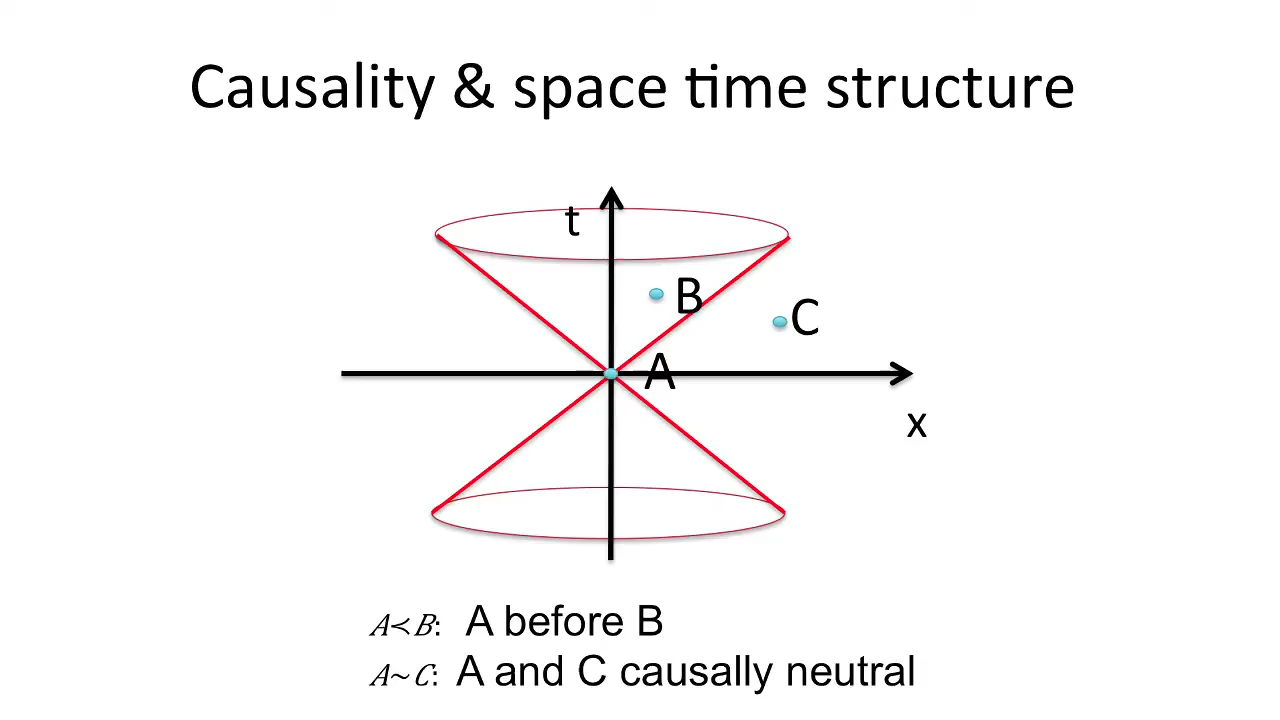 Causality & space time structure
t
B
C
A
x
A≺B: A before B
A~C: A and C causally neutral